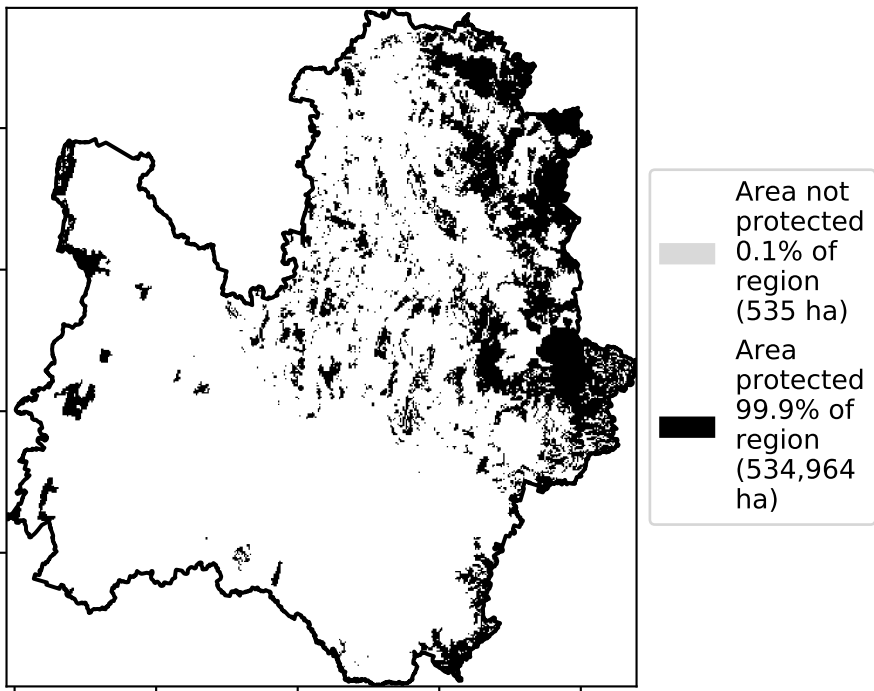 Area not
protected
0.1% of
region
(535 ha)
Area
protected
99.9% of
region
(534,964
ha)